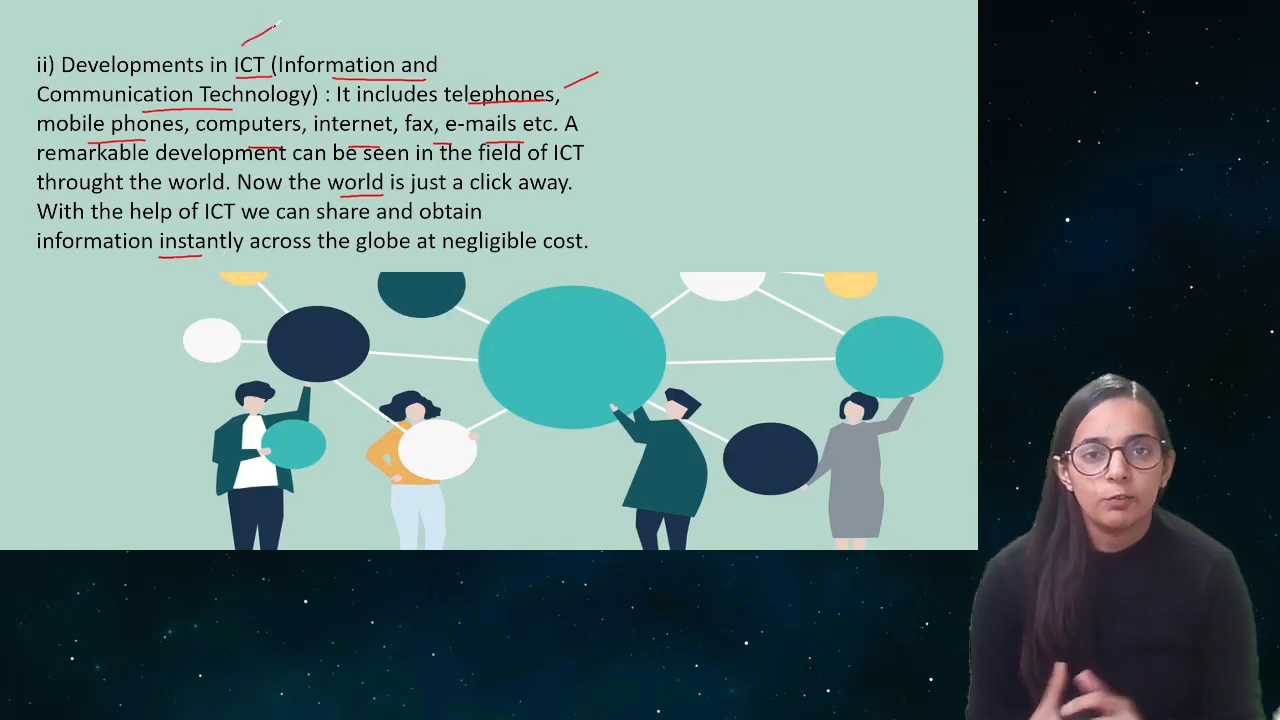 ii) Developments in ICT (Information and
Communication Technology) : It includes telephones,
mobile phones, computers, internet, fax, e-mails etc. A
remarkable development can be seen in the field of ICT
throught the world. Now the world is just a click away.
With the help of ICT we can share and obtain
information instantly across the globe at negligible cost.